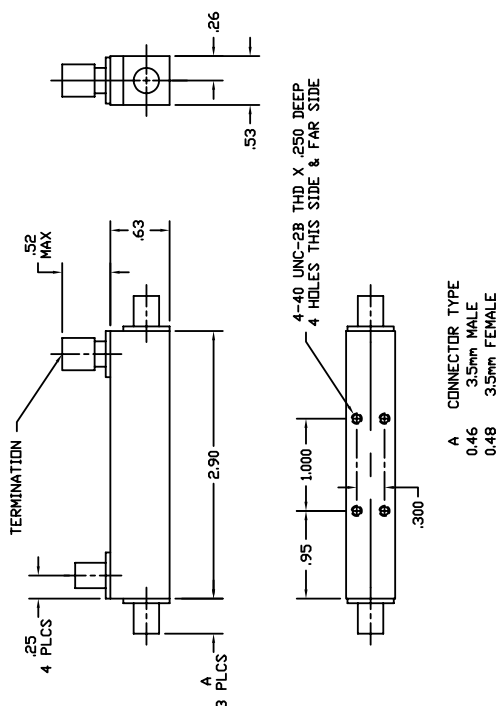 .26
.53
TERMINATION
.52
MAX
.63
.25
4 PLCS
2.90
A
3 PLCS
4-40 UNC-2B THD X .250 DEEP
4 HOLES THIS SIDE & FAR SIDE
1.000
.95
.300
A CONNECTOR TYPE
0.46 3.5mm MALE
0.48 3.5mm FEMALE